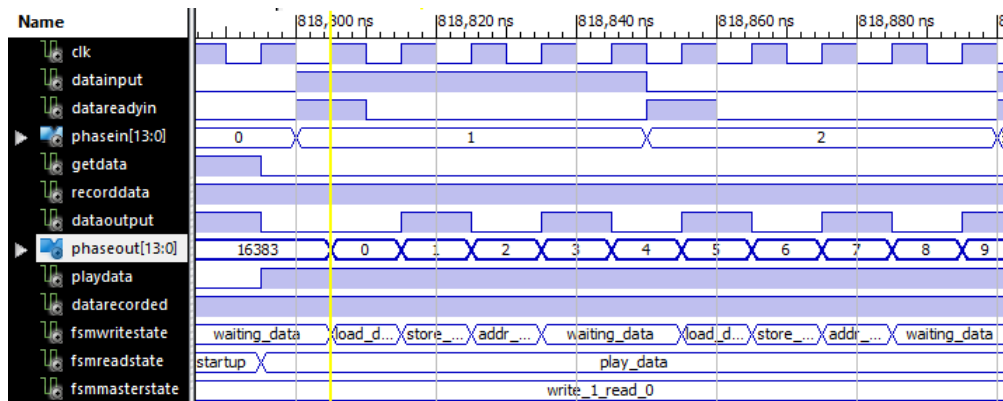 Name 818,800 ns 818,820 ns 818,840 ns 818,860 ns 818,880 ns
clk
datainput
datareadyin
phasein[13:0] 0 1 2
getdata
recorddata
dataoutput
phaseout[13:0] 16383 0 1 2 3 4 5 6 7 8 9
playdata
datarecorded
fsmwritestate waiting_data load_d... store_... addr_... waiting_data load_d... store_... addr_... waiting_data
fsmreadstate startup play_data
fsmmasterstate write_1_read_0